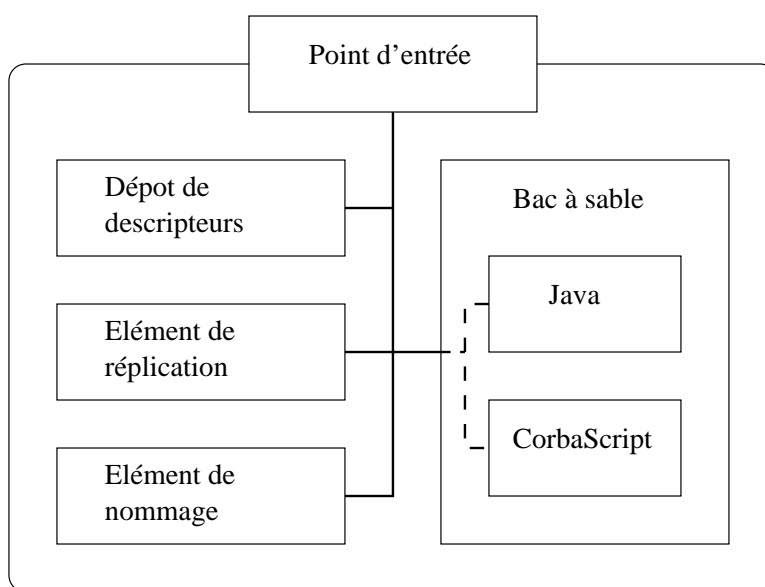 Point d’entrée
Dépot de
descripteurs
Elément de
réplication
Elément de
nommage
Bac à sable
Java
CorbaScript